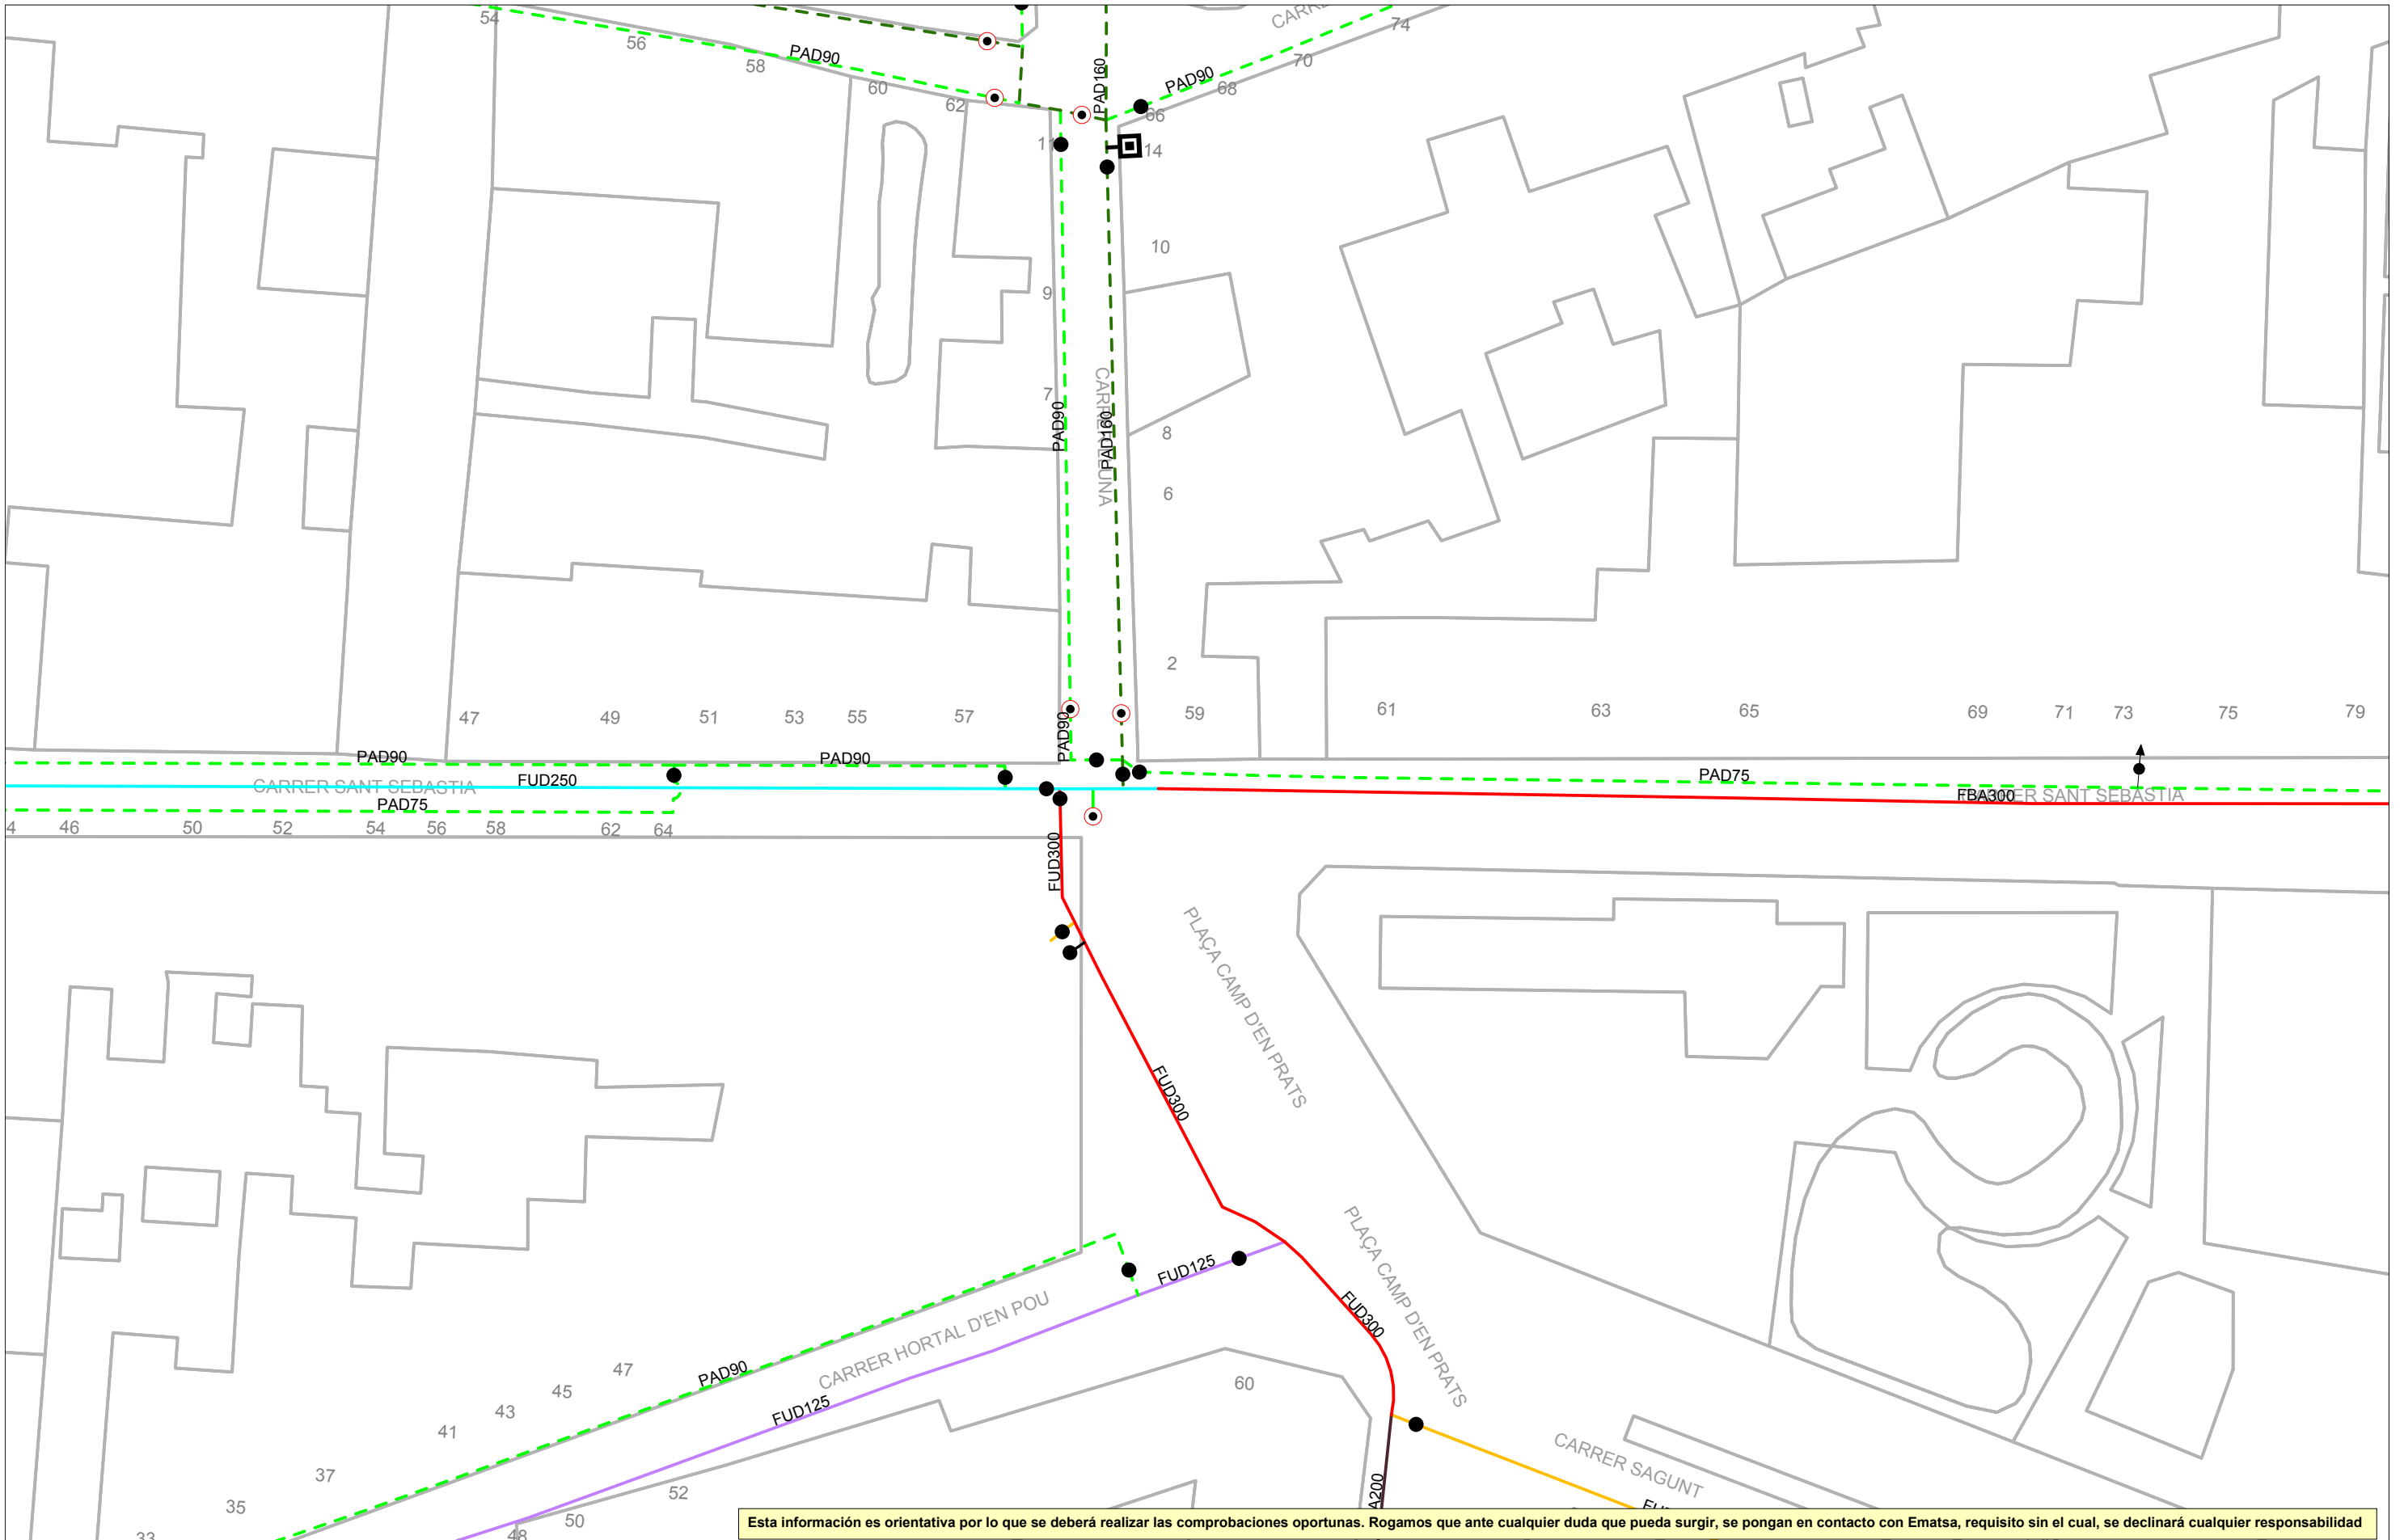 54
56
58
60
62
PAD90
PAD160
PAD90
74
70
68
66
14
10
9
7
8
6
2
PAD90
PAD160
47
49
51
53
55
57
59
61
63
65
69
71
73
75
79
PAD90
PAD90
PAD90
CARRER SANT SEBASTIA
FUD250
PAD75
PAD75
FBA300
46
50
52
54
56
58
62
64
FUD300
PLAÇA CAMP D'EN PRATS
FUD300
PLAÇA CAMP D'EN PRATS
FUD300
FUD125
CARRER HORTAL D'EN POU
PAD90
FUD125
47
45
43
41
37
35
33
60
52
50
48
A200
CARRER SAGUNT
Esta información es orientativa por lo que se deberá realizar las comprobaciones oportunas. Rogamos que ante cualquier duda que pueda surgir, se pongan en contacto con Ematsa, requisito sin el cual, se declinará cualquier responsabilidad